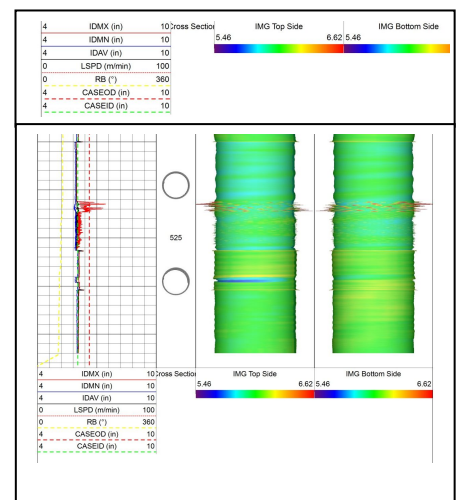 4 IDMX (in) 10 Cross Section IMG Top Side IMG Bottom Side
4 IDMN (in) 10 5.46 6.62 5.46
4 IDAV (in) 10
0 LSPD (m/min) 100
0 RB (°) 360
4 CASEOD (in) 10
4 CASEID (in) 10
525
4 IDMX (in) 10 Cross Section IMG Top Side IMG Bottom Side
4 IDMN (in) 10 5.46 6.62 5.46 6.62
4 IDAV (in) 10
0 LSPD (m/min) 100
0 RB (°) 360
4 CASEOD (in) 10
4 CASEID (in) 10